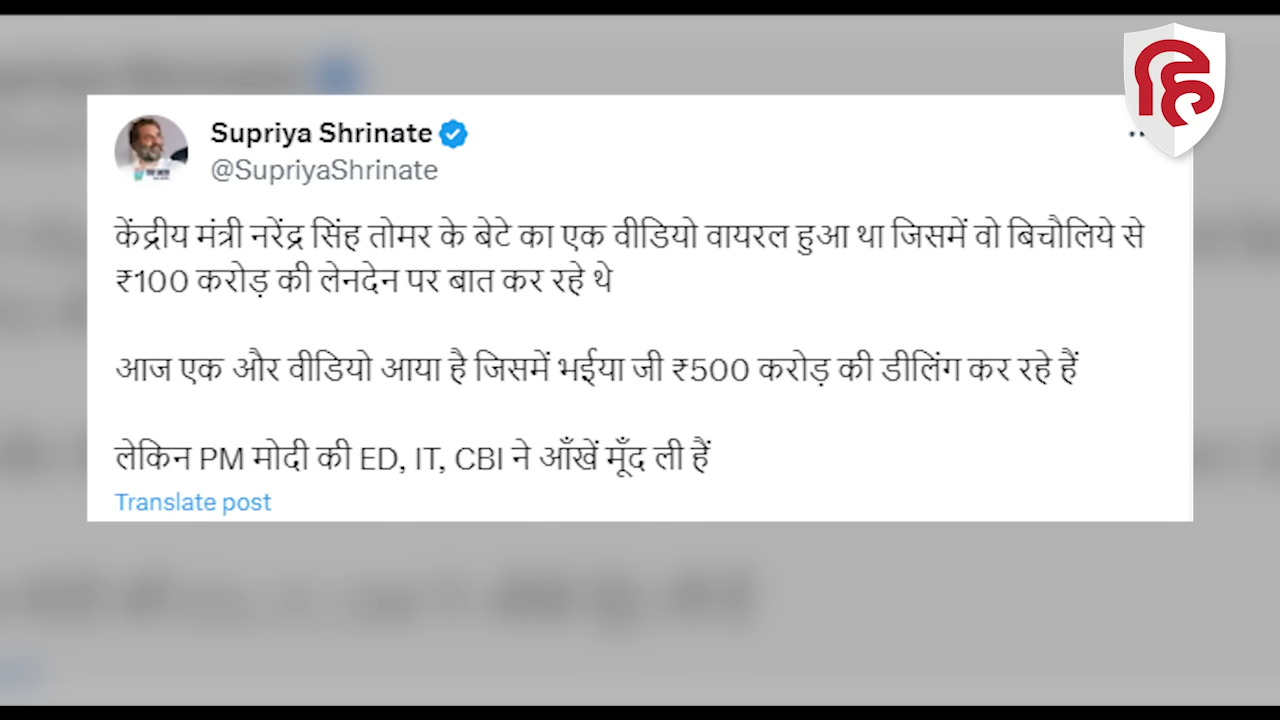 Supriya Shrinate
@SupriyaShrinate
केंद्रीय मंत्री नरेंद्र सिंह तोमर के बेटे का एक वीडियो वायरल हुआ था जिसमें वो बिचौलिये से
₹100 करोड़ की लेनदेन पर बात कर रहे थे
आज एक और वीडियो आया है जिसमें भईया जी ₹500 करोड़ की डीलिंग कर रहे हैं
लेकिन PM मोदी की ED, IT, CBI ने आँखें मूँद ली हैं
Translate post
हि